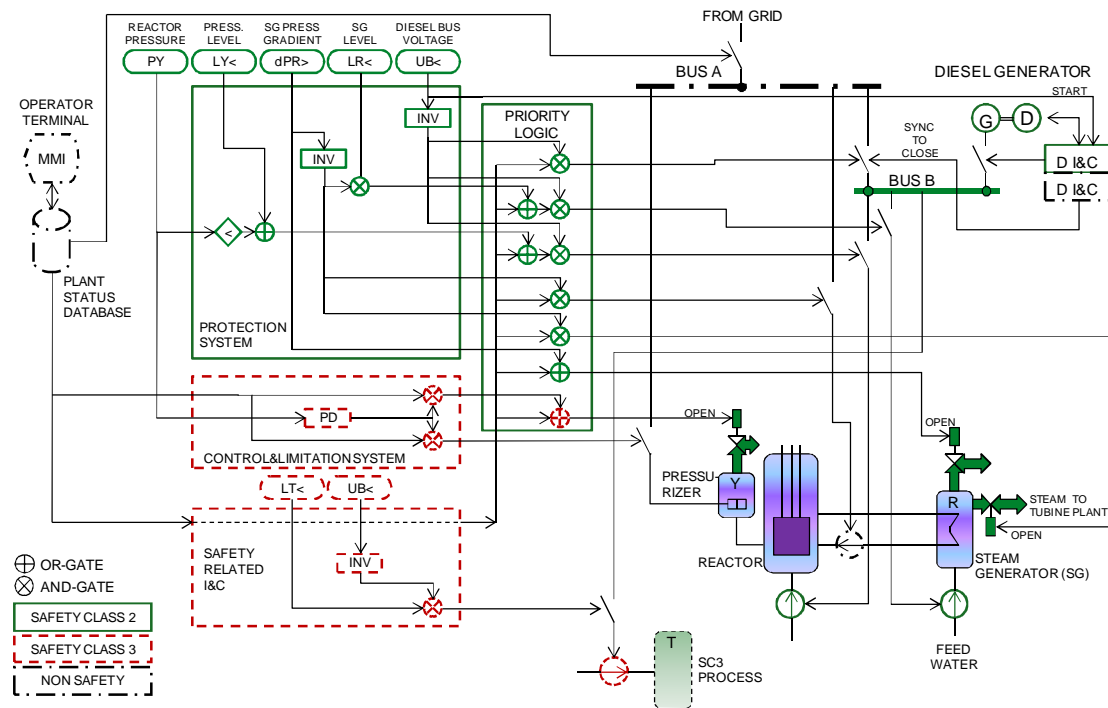 FROM GRID
REACTOR
PRESSURE
PRESS.
LEVEL
SG PRESS
GRADIENT
SG
LEVEL
DIESEL BUS
VOLTAGE
PY
LY<
dPR>
LR<
UB<
BUS A
DIESEL GENERATOR
START
OPERATOR
TERMINAL
MMI
INV
PRIORITY
LOGIC
G
D
SYNC
TO
CLOSE
D I&C
D I&C
INV
BUS B
<
PLANT
STATUS
DATABASE
PROTECTION
SYSTEM
PD
CONTROL&LIMITATION SYSTEM
OPEN
OPEN
Y
PRESSU-
RIZER
R
STEAM TO
TUBINE PLANT
OPEN
LT<
UB<
REACTOR
STEAM
GENERATOR (SG)
SAFETY
RELATED
I&C
INV
OR-GATE
AND-GATE
SAFETY CLASS 2
SAFETY CLASS 3
NON SAFETY
T
SC3
PROCESS
FEED
WATER